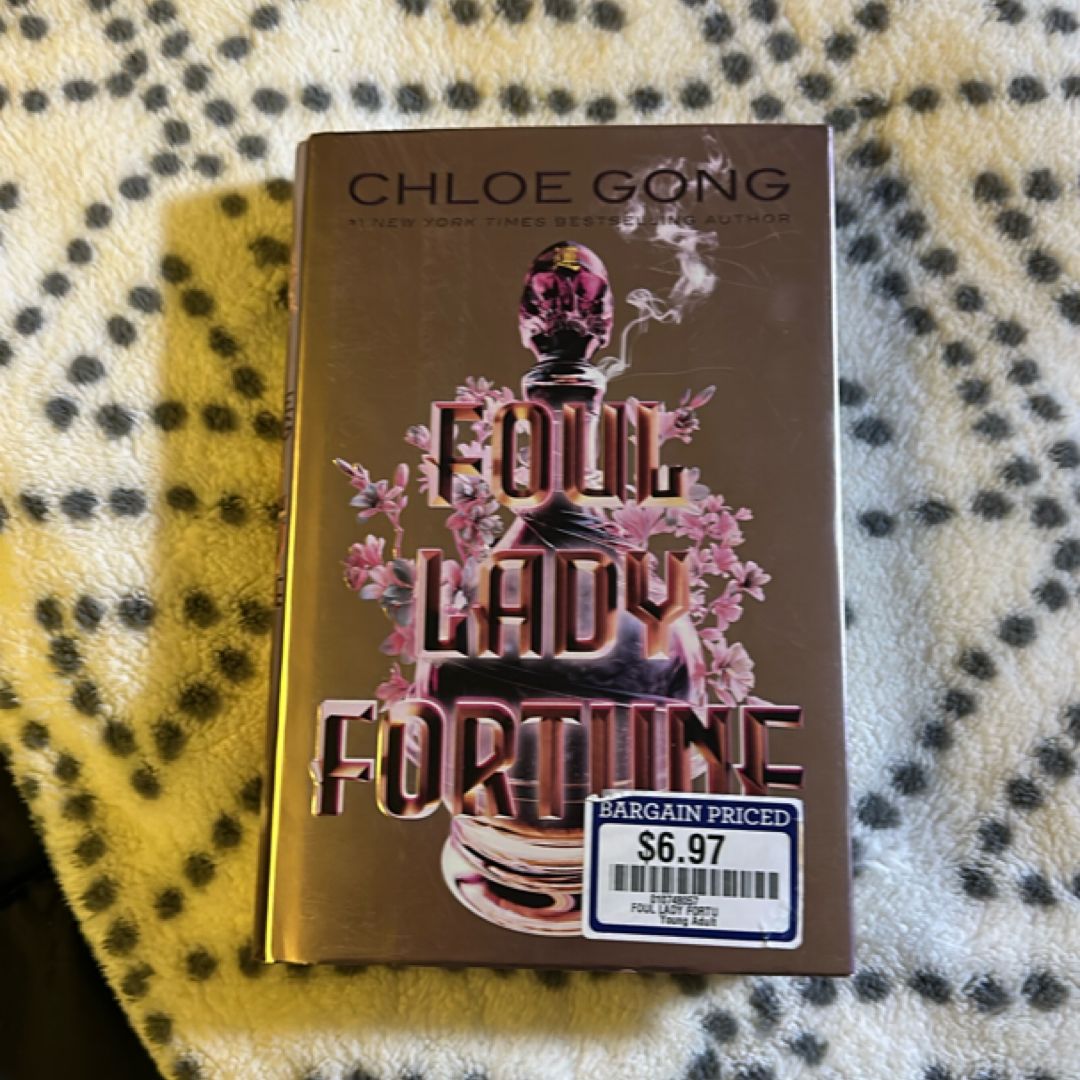 CHLOE GONG
#1 NEW YORK TIMES BESTSELLING AUTHOR
FOUL
LADY
FORTUNE
BARGAIN PRICED
$6.97
FOUL LADY FORTU
Young Adult